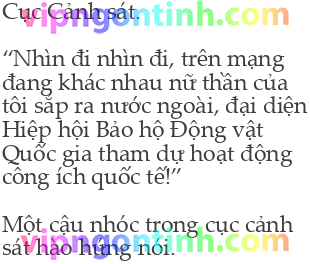 Cục Cảnh sát.
vipngontinh.com
“Nhìn đi nhìn đi, trên mạng
đang khác nhau nữ thần của
tôi sắp ra nước ngoài, đại diện
Hiệp hội Bảo hộ Động vật
Quốc gia tham dự hoạt động
công ích quốc tế!”
Một cậu nhóc trong cục cảnh
sát hào hứng nói.
vipngontinh.com